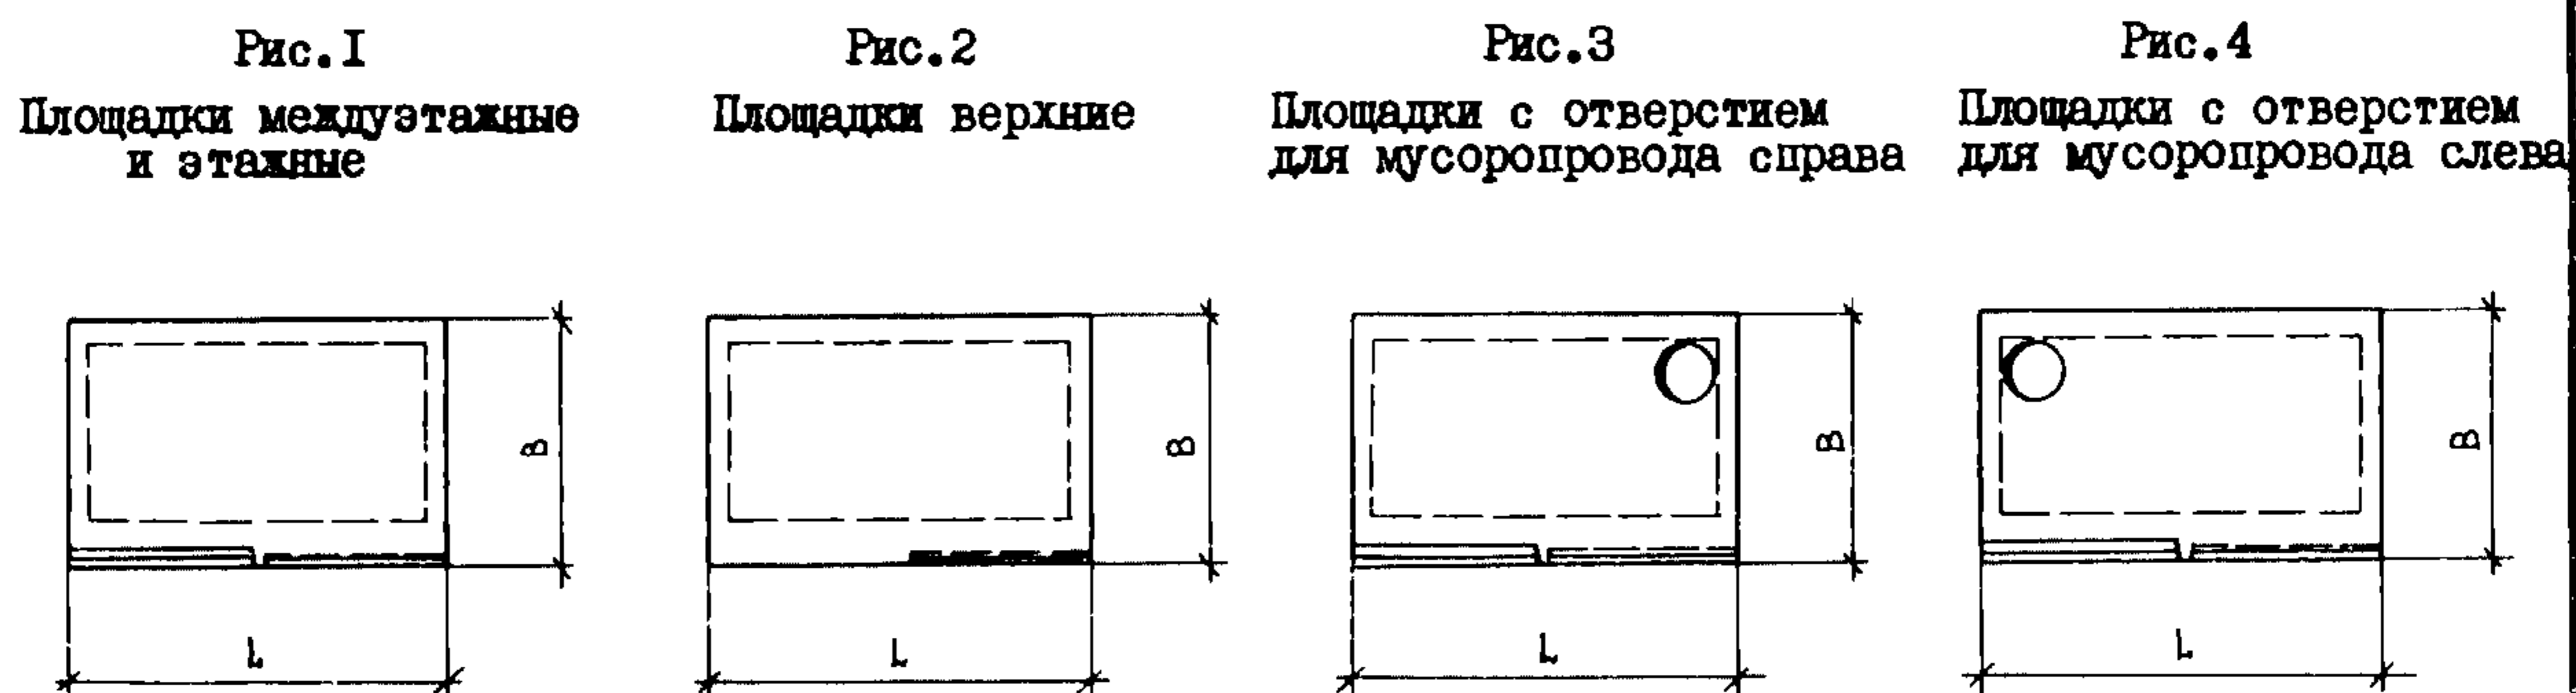 Рис.I
Площадки междуэтажные
и этажные
Рис.2
Площадки верхние
Рис.3
Площадки с отверстием
для мусоропровода справа
Рис.4
Площадки с отверстием
для мусоропровода слева
B
L
B
L
B
L
B
L